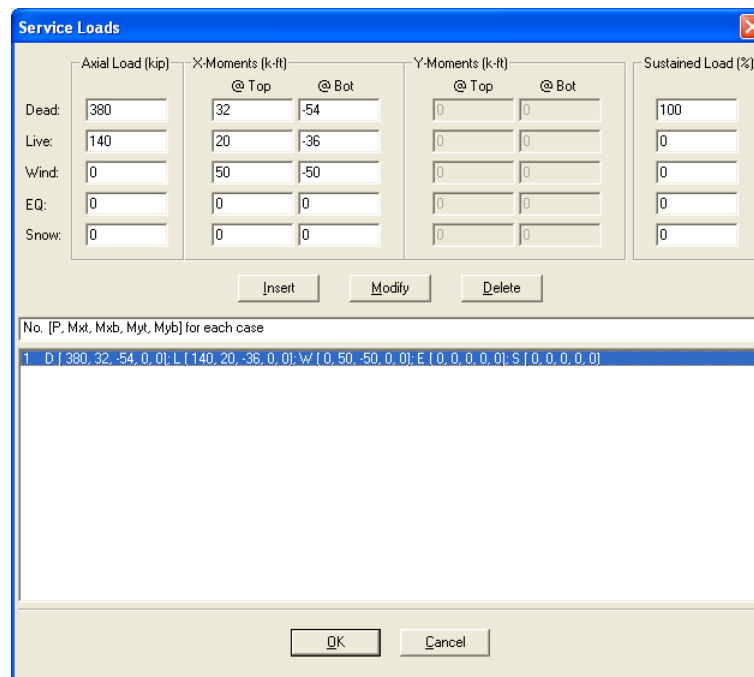 Service Loads
Axial Load (kip) X-Moments (k-ft) Y-Moments (k-ft) Sustained Load (%)
@ Top @ Bot @ Top @ Bot
Dead: 380 32 -54 0 0 100
Live: 140 20 -36 0 0 0
Wind: 0 50 -50 0 0 0
EQ: 0 0 0 0 0 0
Snow: 0 0 0 0 0 0
Insert Modify Delete
No. [P, Mxt, Mxb, Myt, Myb] for each case
1 D [ 380, 32, -54, 0, 0]; L [ 140, 20, -36, 0, 0]; W [ 0, 50, -50, 0, 0]; E [ 0, 0, 0, 0, 0]; S [ 0, 0, 0, 0, 0]
OK Cancel